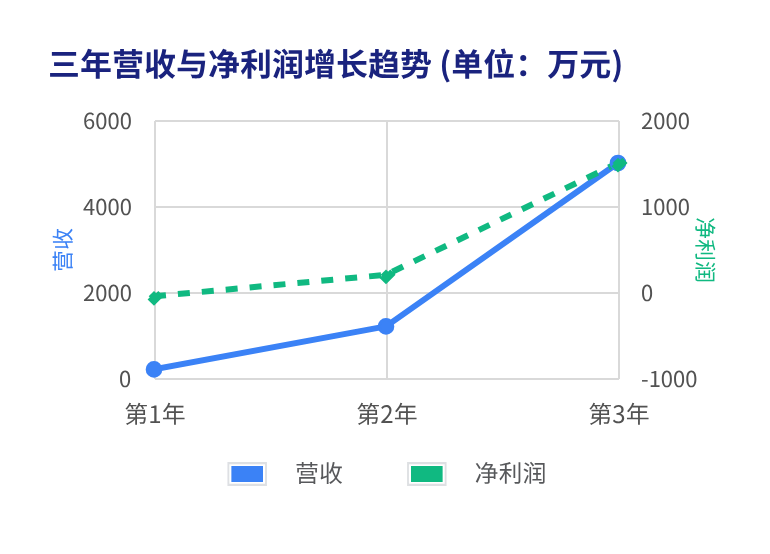 三年营收与净利润增长趋势 (单位：万元)
6000
4000
2000
0
营收
2000
1000
0
-1000
净利润
第1年
第2年
第3年
营收
净利润